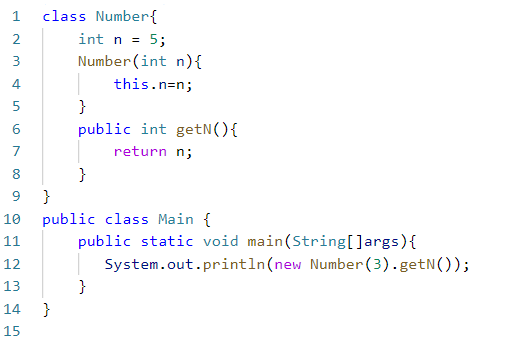 1 class Number{
2     int n = 5;
3     Number(int n){
4         this.n=n;
5     }
6     public int getN(){
7         return n;
8     }
9 }
10 public class Main {
11     public static void main(String[]args){
12        System.out.println(new Number(3).getN());
13     }
14 }
15